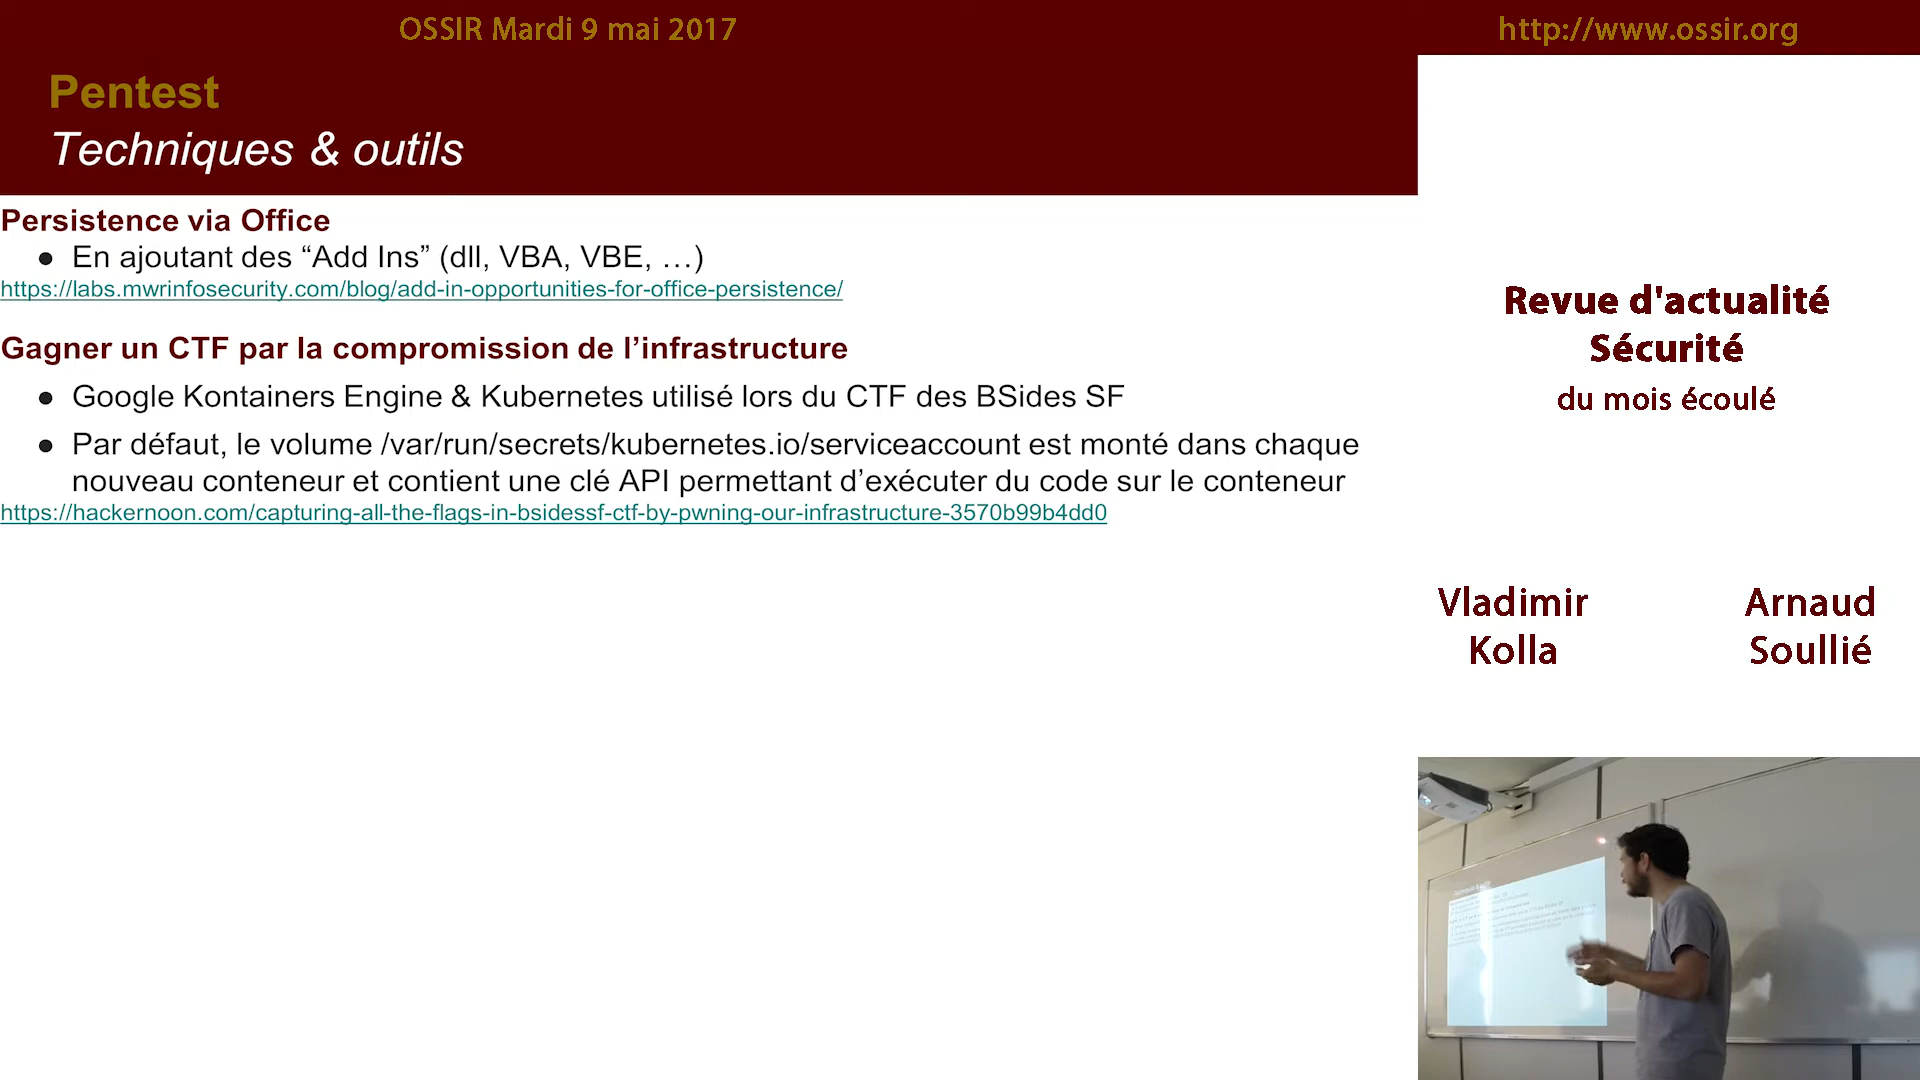 OSSIR Mardi 9 mai 2017
http://www.ossir.org
Pentest
Techniques & outils
Persistence via Office
● En ajoutant des “Add Ins” (dll, VBA, VBE, …)
https://labs.mwrinfosecurity.com/blog/add-in-opportunities-for-office-persistence/
Gagner un CTF par la compromission de l’infrastructure
● Google Kontainers Engine & Kubernetes utilisé lors du CTF des BSides SF
● Par défaut, le volume /var/run/secrets/kubernetes.io/serviceaccount est monté dans chaque
nouveau conteneur et contient une clé API permettant d’exécuter du code sur le conteneur
https://hackernoon.com/capturing-all-the-flags-in-bsidessf-ctf-by-pwning-our-infrastructure-3570b99b4dd0
Revue d'actualité
Sécurité
du mois écoulé
Vladimir
Kolla
Arnaud
Soullié